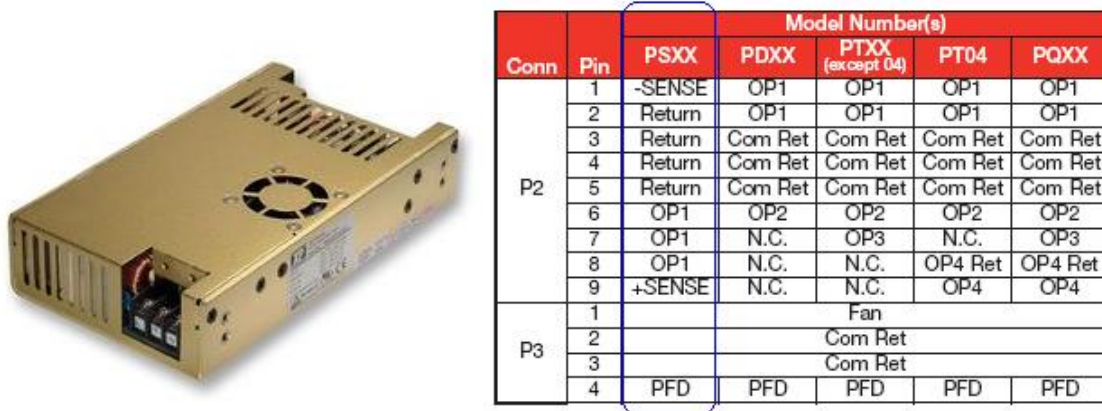 Model Number(s)
Conn Pin PSXX PDXX PTXX (except 04) PT04 PQXX
P2
1 -SENSE OP1 OP1 OP1 OP1
2 Return OP1 OP1 OP1 OP1
3 Return Com Ret Com Ret Com Ret Com Ret
4 Return Com Ret Com Ret Com Ret Com Ret
5 Return Com Ret Com Ret Com Ret Com Ret
6 OP1 OP2 OP2 OP2 OP2
7 OP1 N.C. OP3 N.C. OP3
8 OP1 N.C. N.C. OP4 Ret OP4 Ret
9 +SENSE N.C. N.C. OP4 OP4
P3
1 Fan
2 Com Ret
3 Com Ret
4 PFD PFD PFD PFD PFD